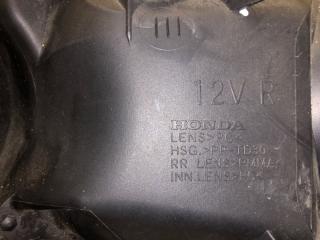 12V R
HONDA
LENS>PC<
HSG.>PP-TD30<
RR LENS>PMMA<
INN.LENS>